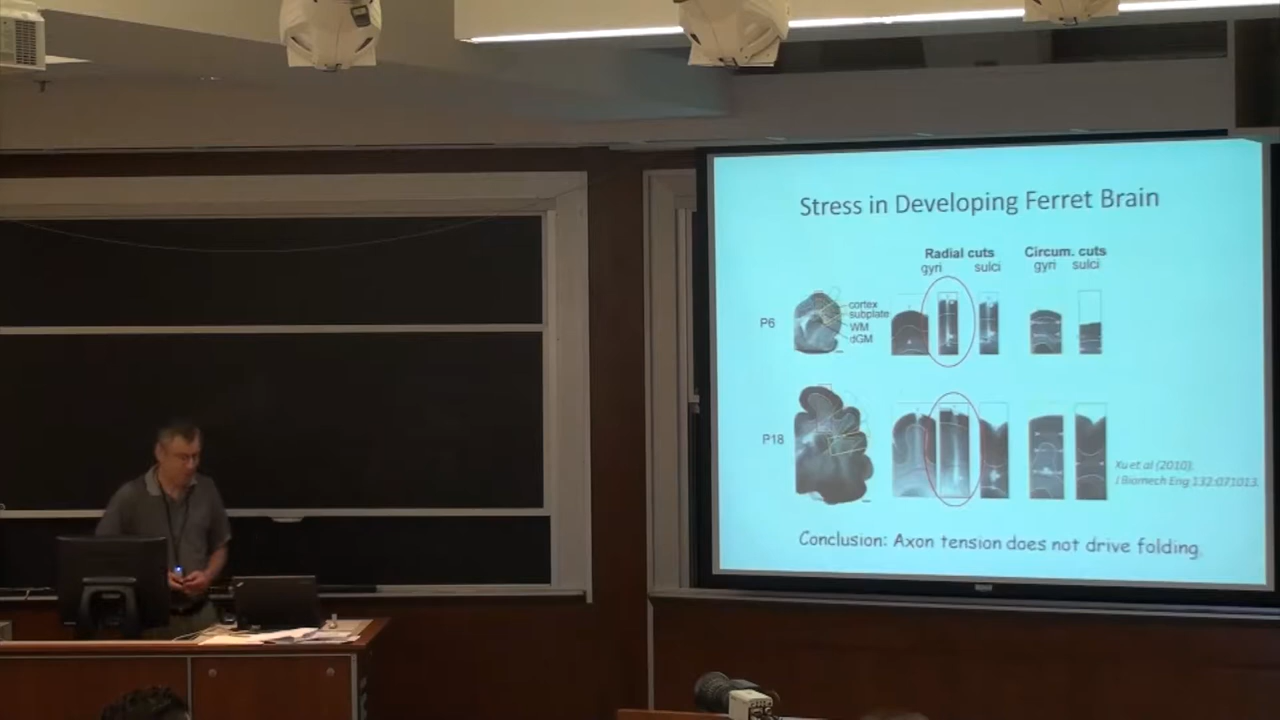 Stress in Developing Ferret Brain
Radial cuts
Circum. cuts
gyri sulci
gyri sulci
P6
cortex
subplate
WM
dGM
P18
Xu et al (2010),
J Biomech Eng 132:071013.
Conclusion: Axon tension does not drive folding.